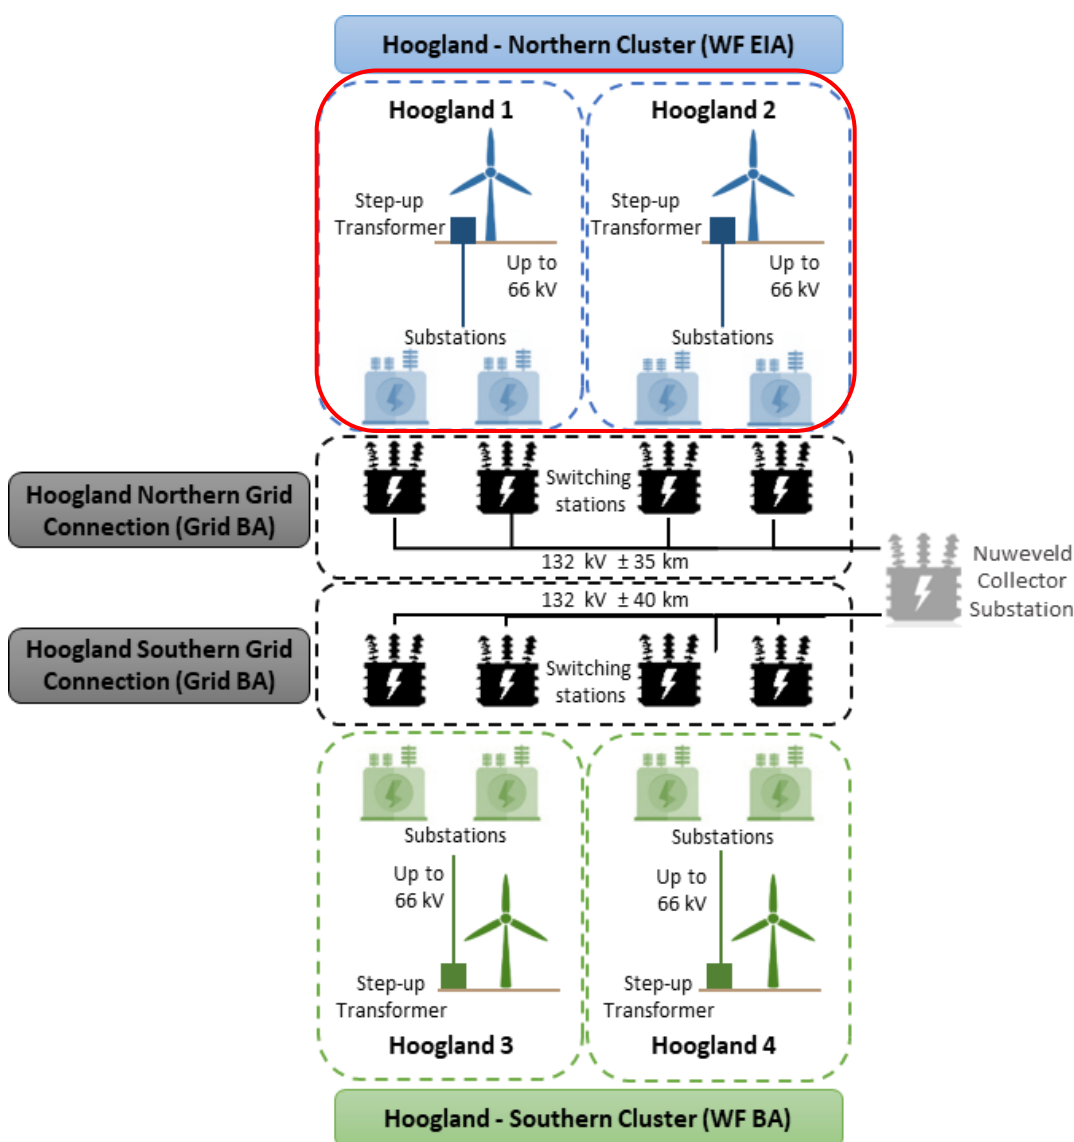 Hoogland - Northern Cluster (WF EIA)
Hoogland 1
Hoogland 2
Step-up
Transformer
Up to
66 kV
Substations
Step-up
Transformer
Up to
66 kV
Substations
Hoogland Northern Grid
Connection (Grid BA)
Switching
stations
132 kV ± 35 km
Nuweveld
Collector
Substation
132 kV ± 40 km
Hoogland Southern Grid
Connection (Grid BA)
Switching
stations
Substations
Up to
66 kV
Step-up
Transformer
Hoogland 3
Substations
Up to
66 kV
Step-up
Transformer
Hoogland 4
Hoogland - Southern Cluster (WF BA)